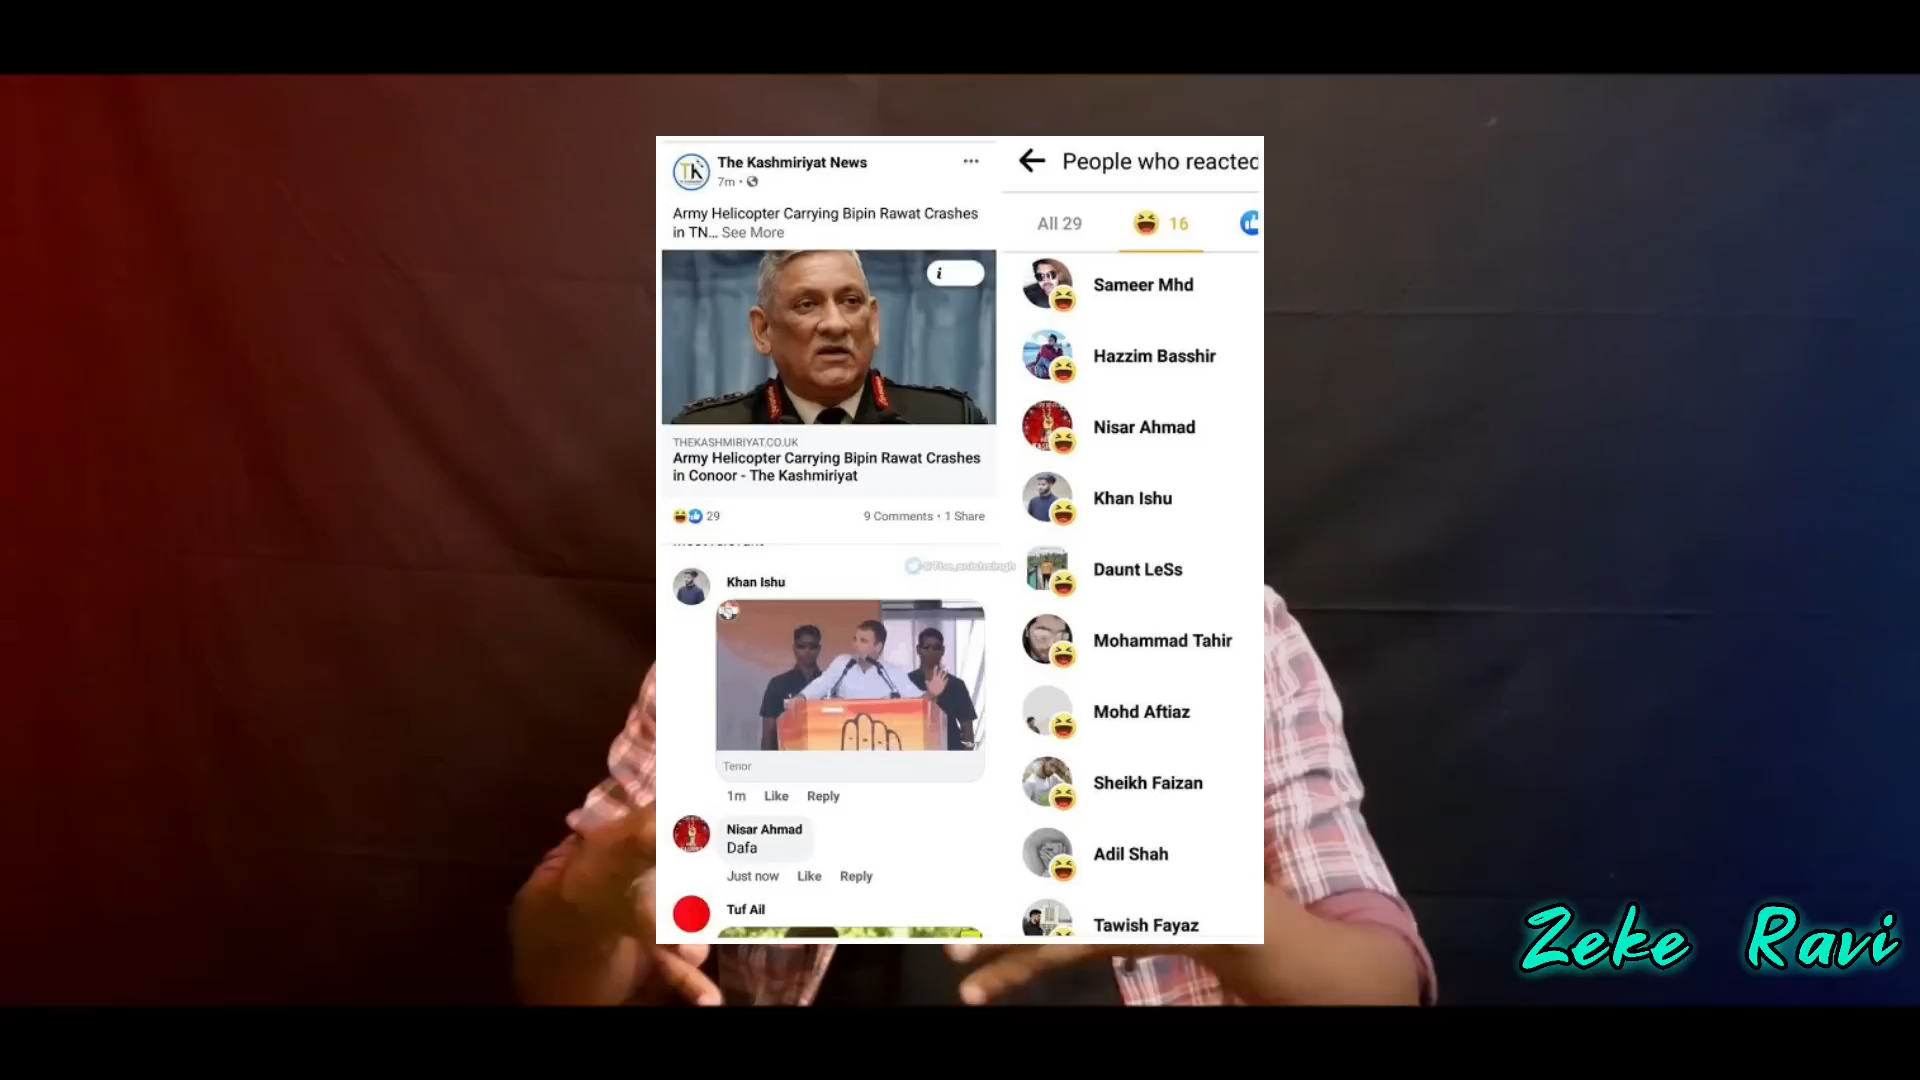 The Kashmiriyat News
7m
Army Helicopter Carrying Bipin Rawat Crashes
in TN... See More
THEKASHMIRIYAT.CO.UK
Army Helicopter Carrying Bipin Rawat Crashes
in Conoor - The Kashmiriyat
29
9 Comments • 1 Share
Khan Ishu
Tenor
1m Like Reply
Nisar Ahmad
Dafa
Just now Like Reply
Tuf Ail
People who reacted
All 29 16
Sameer Mhd
Hazzim Basshir
Nisar Ahmad
Khan Ishu
Daunt LeSs
Mohammad Tahir
Mohd Aftiaz
Sheikh Faizan
Adil Shah
Tawish Fayaz
Zeke Ravi